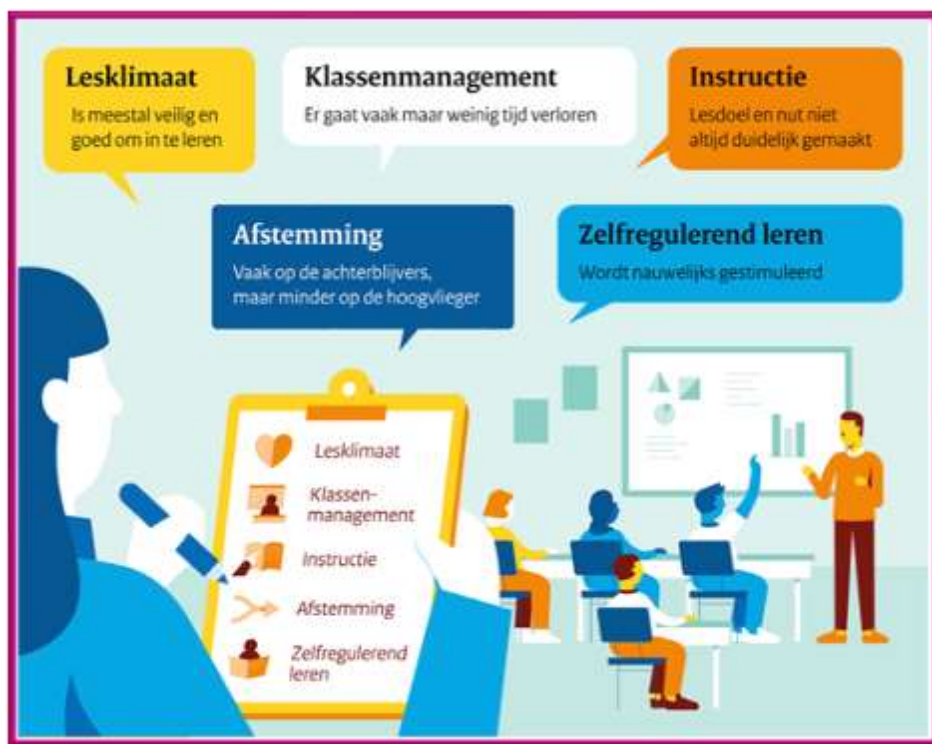 Lesklimaat
Is meestal veilig en
goed om in te leren
Klassenmanagement
Er gaat vaak maar weinig tijd verloren
Instructie
Lesdoel en nut niet
altijd duidelijk gemaakt
Afstemming
Vaak op de achterblijvers,
maar minder op de hoogvlieger
Zelfregulerend leren
Wordt nauwelijks gestimuleerd
Lesklimaat
Klassen-
management
Instructie
Afstemming
Zelfregulerend
leren